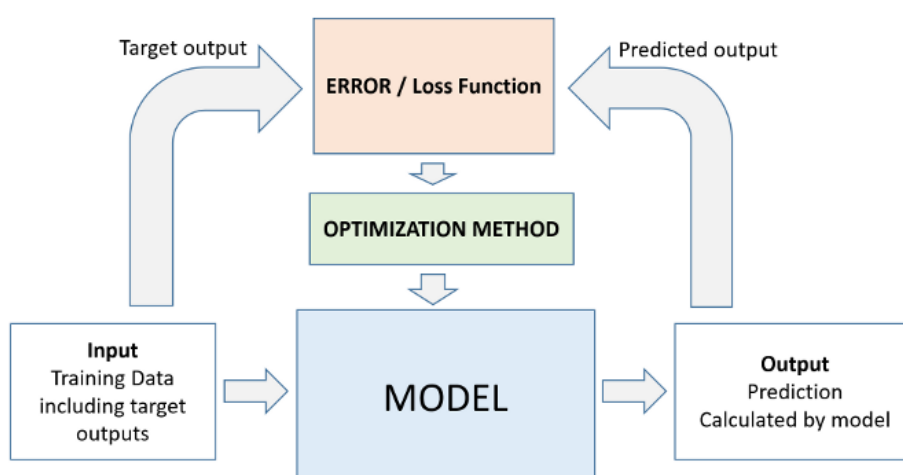 Target output
Predicted output
ERROR / Loss Function
OPTIMIZATION METHOD
Input
Training Data
including target
outputs
MODEL
Output
Prediction
Calculated by model